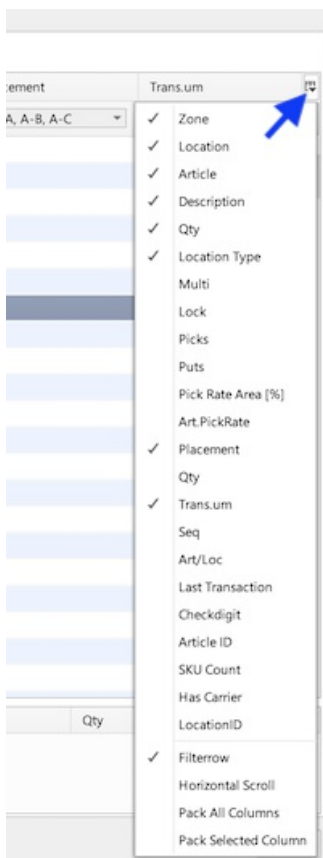 cement Trans.um
A, A-B, A-C
Zone
Location
Article
Description
Qty
Location Type
Multi
Lock
Picks
Puts
Pick Rate Area [%]
Art.PickRate
Placement
Qty
Trans.um
Seq
Art/Loc
Last Transaction
Checkdigit
Article ID
SKU Count
Has Carrier
LocationID
Qty
Filterrow
Horizontal Scroll
Pack All Columns
Pack Selected Column